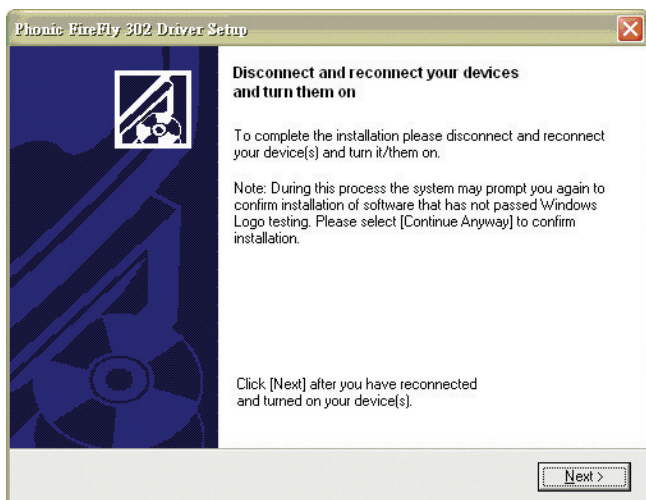 Phonic FireFly 302 Driver Setup
Disconnect and reconnect your devices
and turn them on
To complete the installation please disconnect and reconnect
your device(s) and turn it/them on.
Note: During this process the system may prompt you again to
confirm installation of software that has not passed Windows
Logo testing. Please select [Continue Anyway] to confirm
installation.
Click [Next] after you have reconnected
and turned on your device(s).
Next >